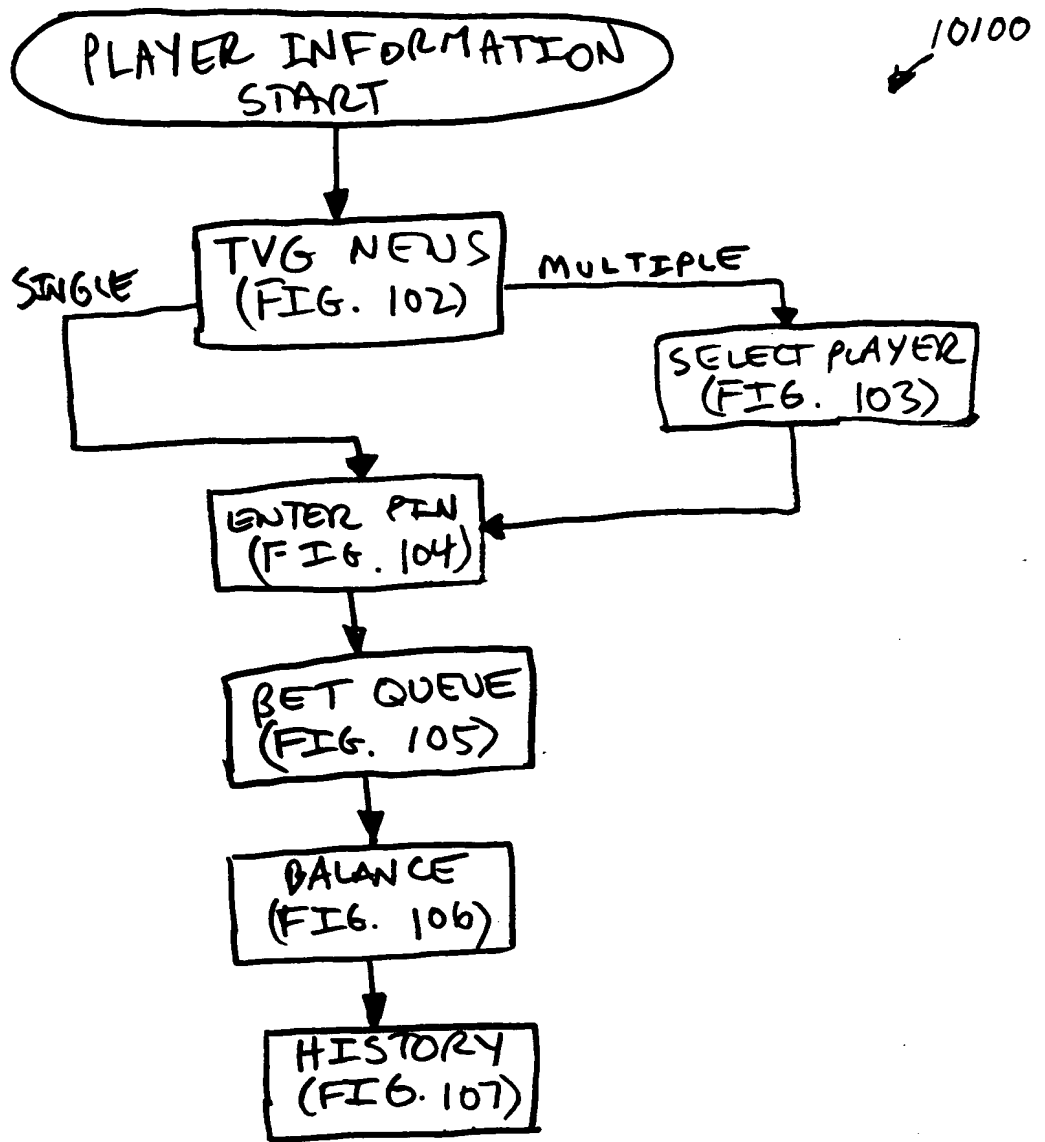 PLAYER INFORMATION
START
10100
TVG NEWS
(FIG. 102)
SINGLE
MULTIPLE
SELECT PLAYER
(FIG. 103)
ENTER PIN
(FIG. 104)
BET QUEUE
(FIG. 105)
BALANCE
(FIG. 106)
HISTORY
(FIG. 107)